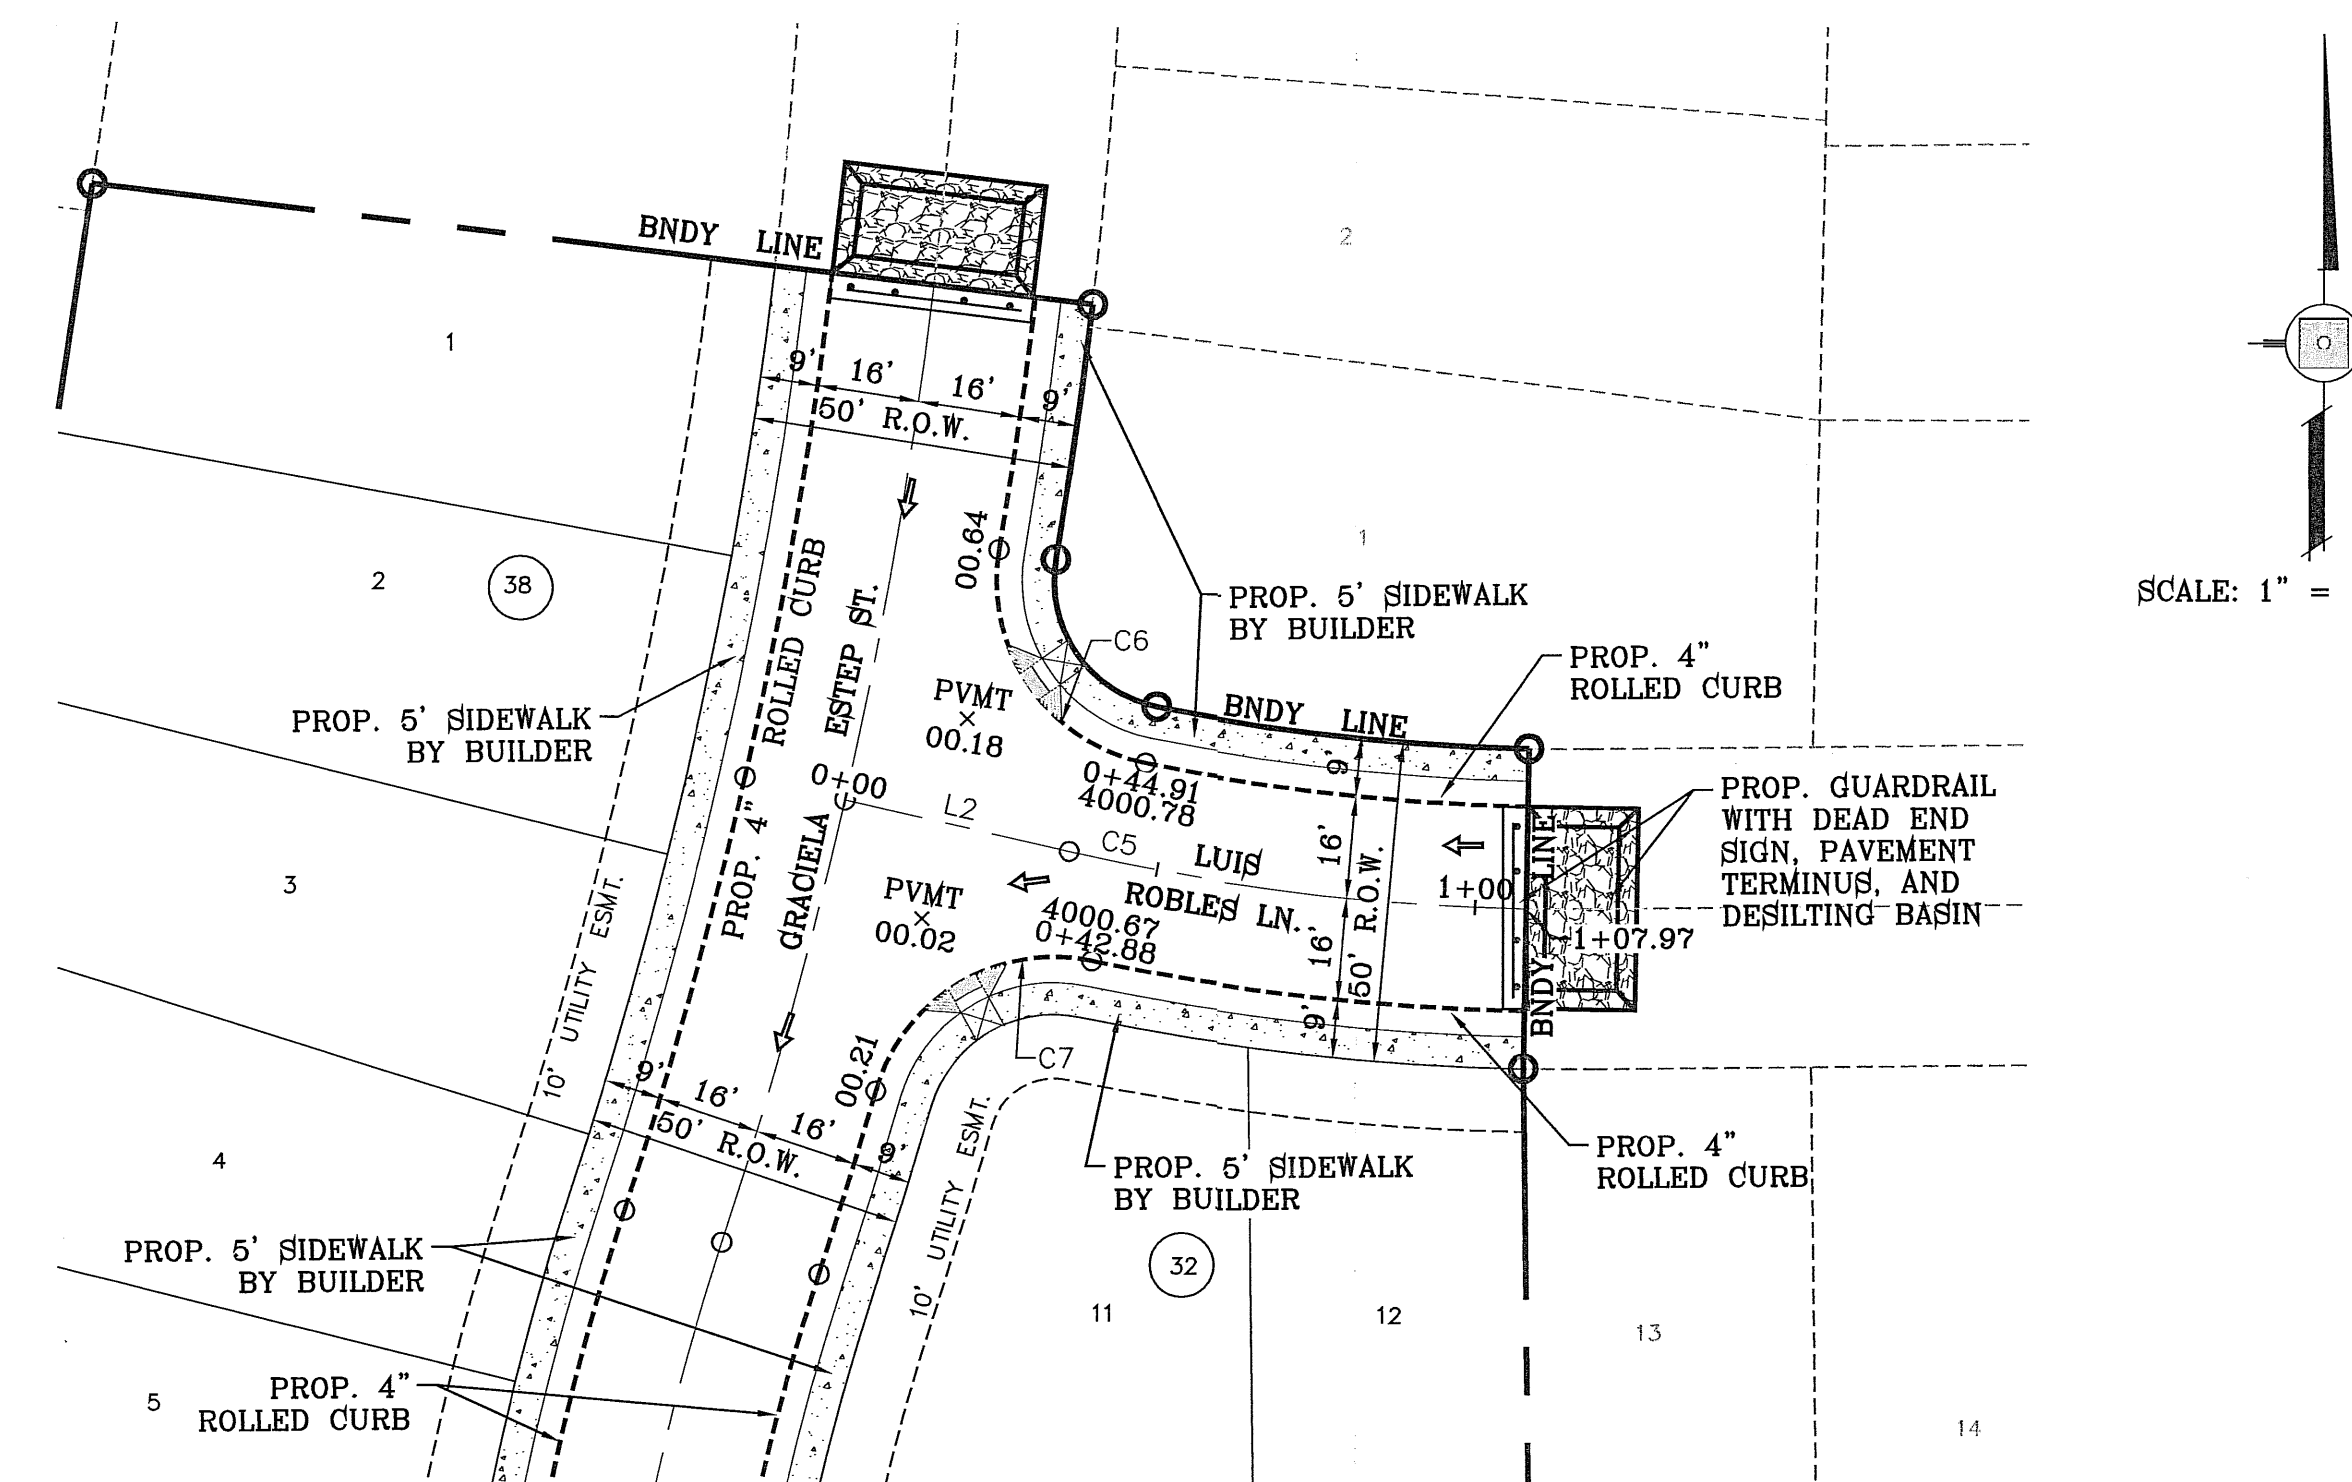 BNDY LINE
2
1
9'
16'
16'
9'
50' R.O.W.
1
2
38
00.64
PROP. 4" ROLLED CURB
GRACIELA ESTEP ST.
PROP. 5' SIDEWALK
BY BUILDER
SCALE: 1" =
C6
PROP. 4"
ROLLED CURB
PROP. 5' SIDEWALK
BY BUILDER
PVMT
00.18
BNDY LINE
0+00
L2
0+44.91
4000.78
C5
LUIS
ROBLES LN.
9'
16'
16'
9'
50' R.O.W.
1+00
BNDY LINE
1+07.97
PROP. GUARDRAIL
WITH DEAD END
SIGN, PAVEMENT
TERMINUS, AND
DESILTING BASIN
3
PVMT
00.02
4000.67
0+42.88
10' UTILITY ESMT.
00.21
C7
9'
16'
16'
9'
50' R.O.W.
10' UTILITY ESMT.
PROP. 5' SIDEWALK
BY BUILDER
PROP. 4"
ROLLED CURB
4
PROP. 5' SIDEWALK
BY BUILDER
32
11
12
13
14
PROP. 4"
ROLLED CURB
5